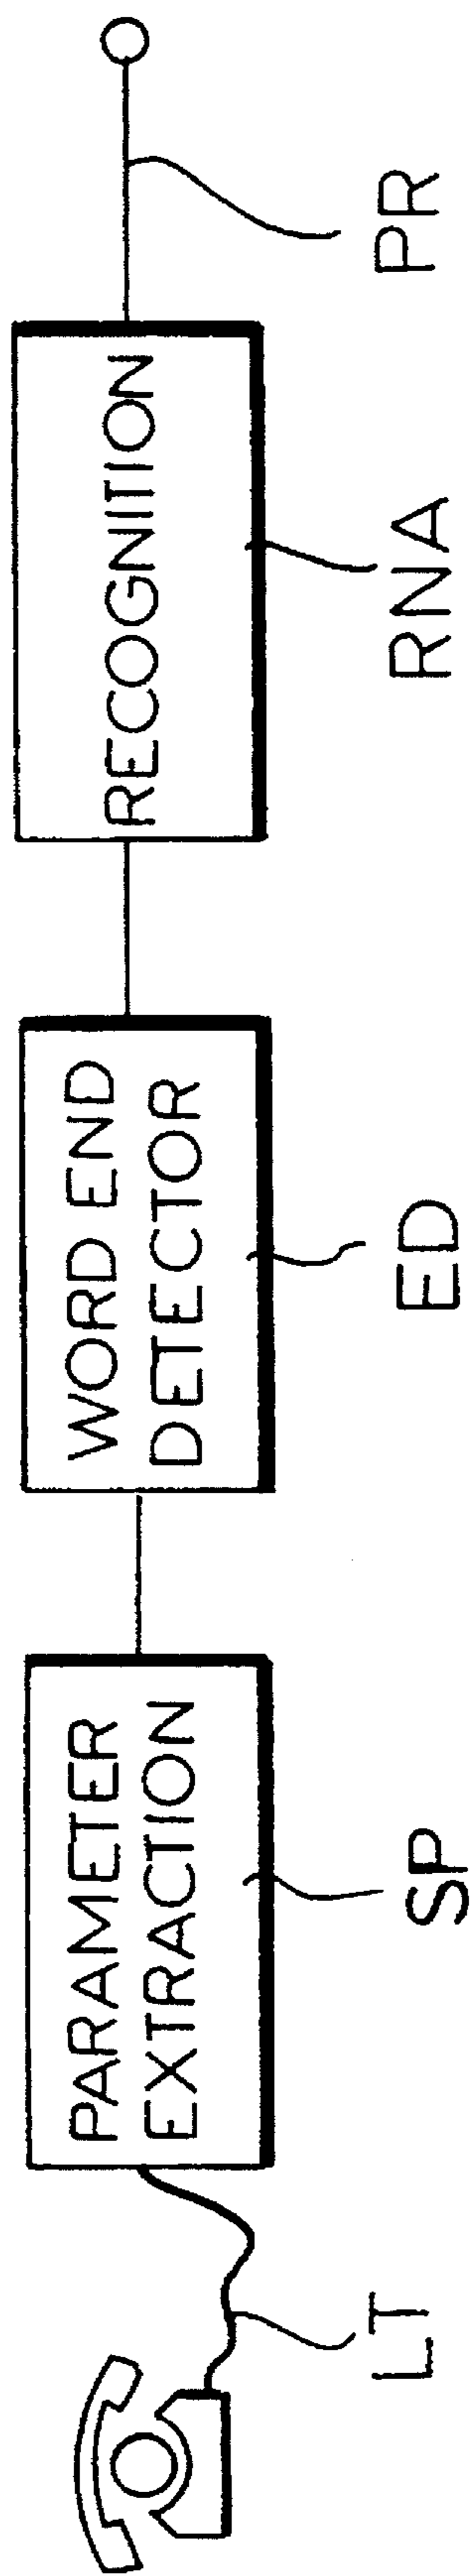 LT
PARAMETER
EXTRACTION
SP
WORD END
DETECTOR
ED
RECOGNITION
RNA
PR